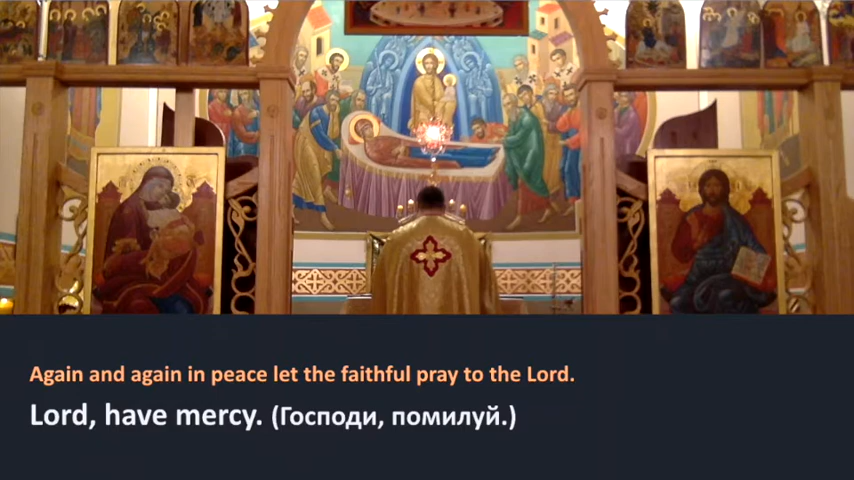 Again and again in peace let the faithful pray to the Lord.
Lord, have mercy. (Господи, помилуй.)